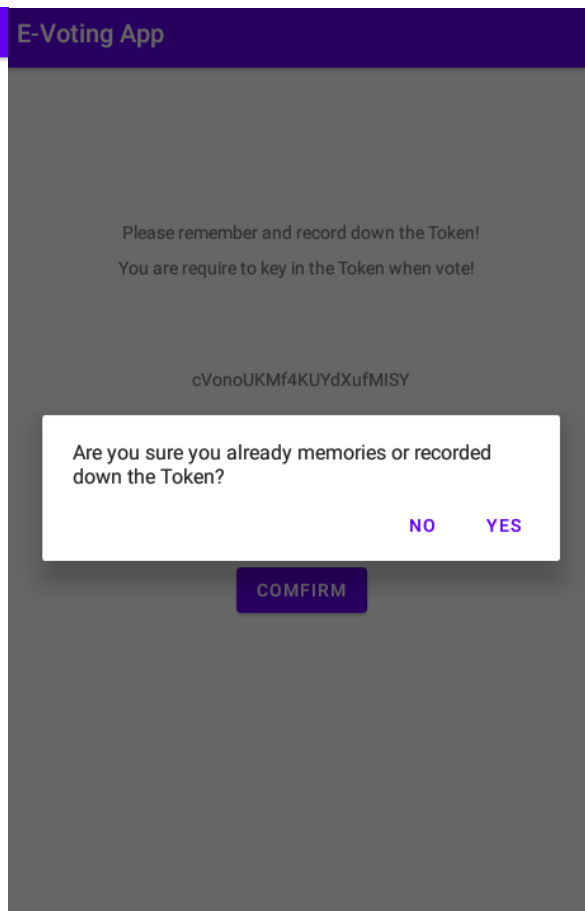 E-Voting App
Please remember and record down the Token!
You are require to key in the Token when vote!
cVonoUKMf4KUYdXufMISY
Are you sure you already memories or recorded
down the Token?
NO YES
COMFIRM